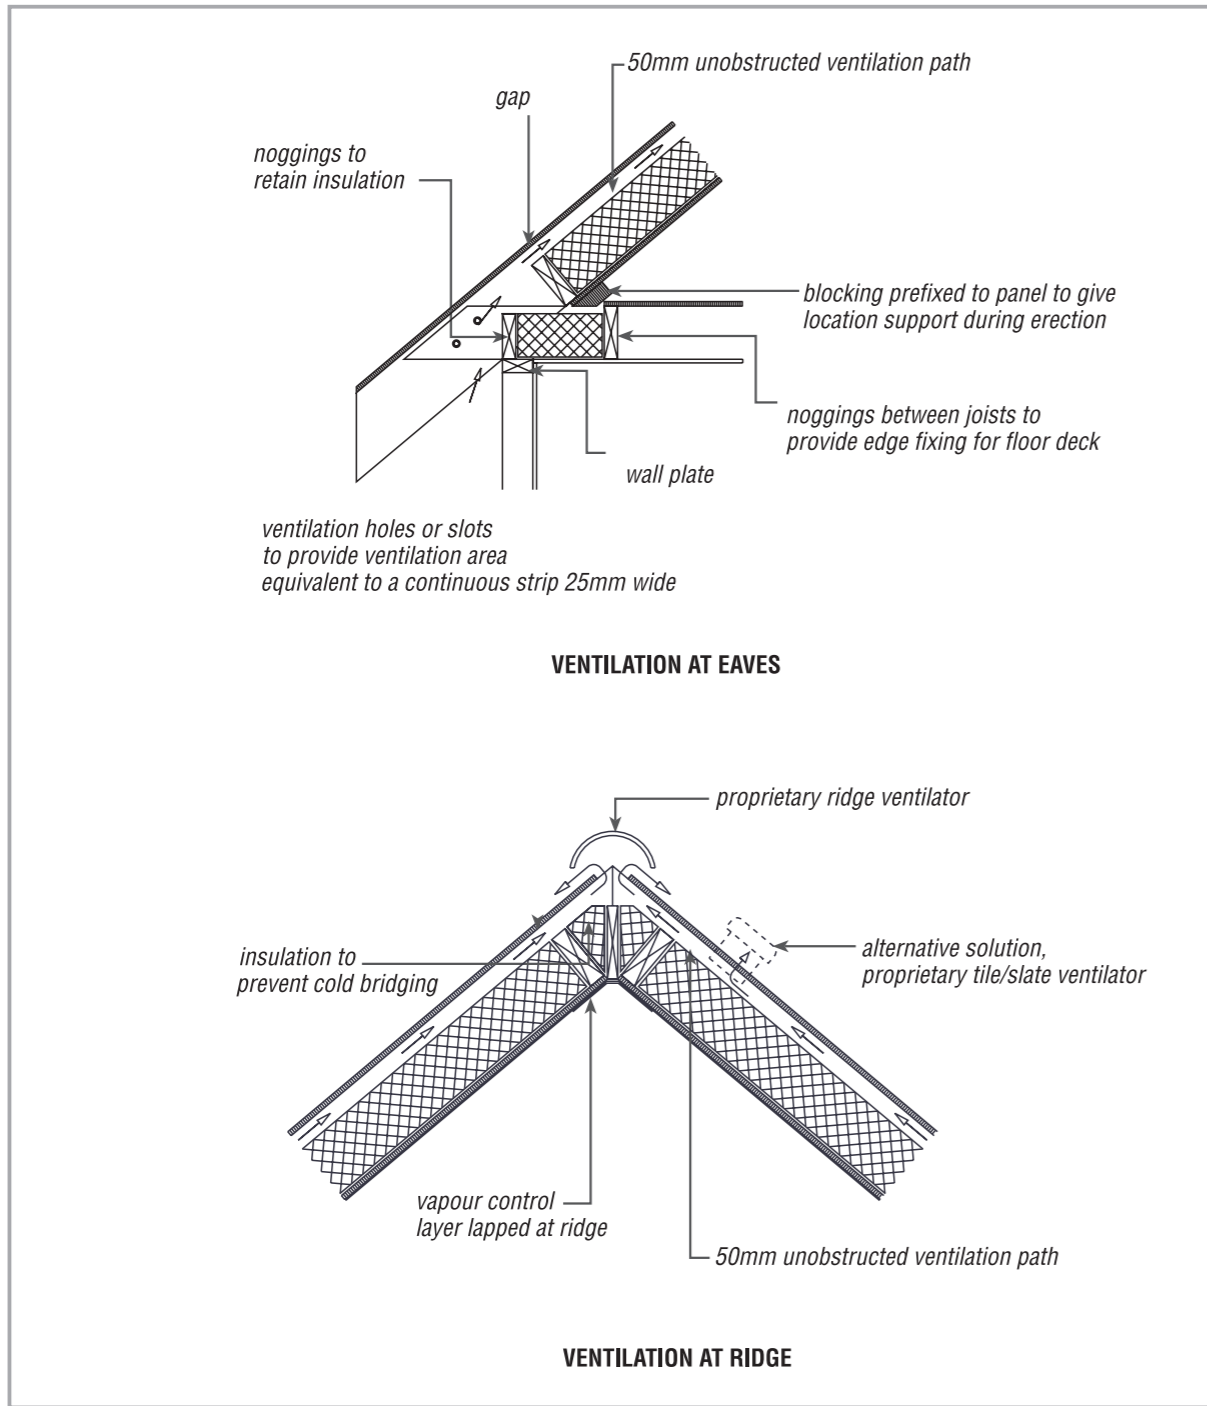 50mm unobstructed ventilation path
gap
noggings to
retain insulation
blocking prefixed to panel to give
location support during erection
noggings between joists to
provide edge fixing for floor deck
wall plate
ventilation holes or slots
to provide ventilation area
equivalent to a continuous strip 25mm wide
VENTILATION AT EAVES
proprietary ridge ventilator
insulation to
prevent cold bridging
alternative solution,
proprietary tile/slate ventilator
vapour control
layer lapped at ridge
50mm unobstructed ventilation path
VENTILATION AT RIDGE